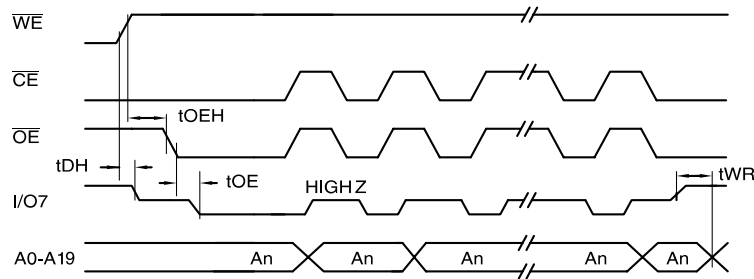 WE
CE
tOEH
OE
tDH
tOE
tWR
HIGH Z
I/O7
A0-A19
An An An An An